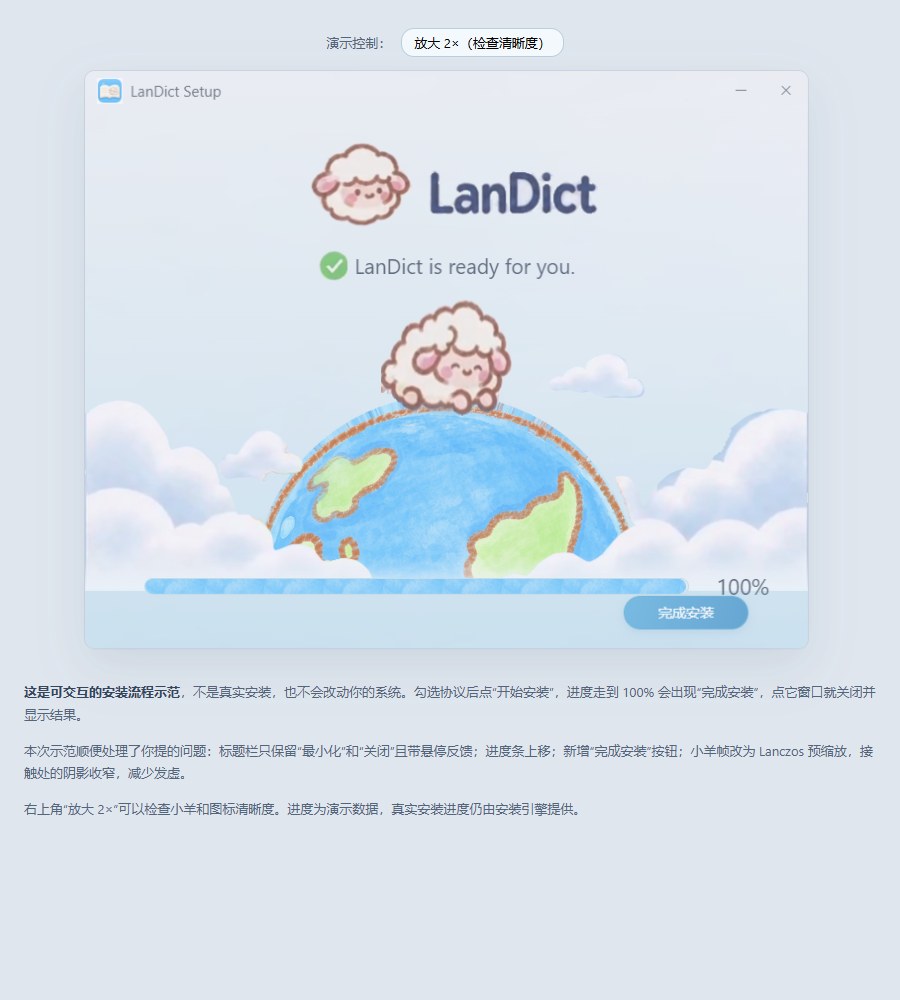 演示控制： 放大 2×（检查清晰度）
LanDict Setup
LanDict
LanDict is ready for you.
100%
完成安装
这是可交互的安装流程示范，不是真实安装，也不会改动你的系统。勾选协议后点“开始安装”，进度走到 100% 会出现“完成安装”，点它窗口就关闭并
显示结果。
本次示范顺便处理了你提的问题：标题栏只保留“最小化”和“关闭”且带悬停反馈；进度条上移；新增“完成安装”按钮；小羊帧改为 Lanczos 预缩放，接
触处的阴影收窄，减少发虚。
右上角“放大 2×”可以检查小羊和图标清晰度。进度为演示数据，真实安装进度仍由安装引擎提供。